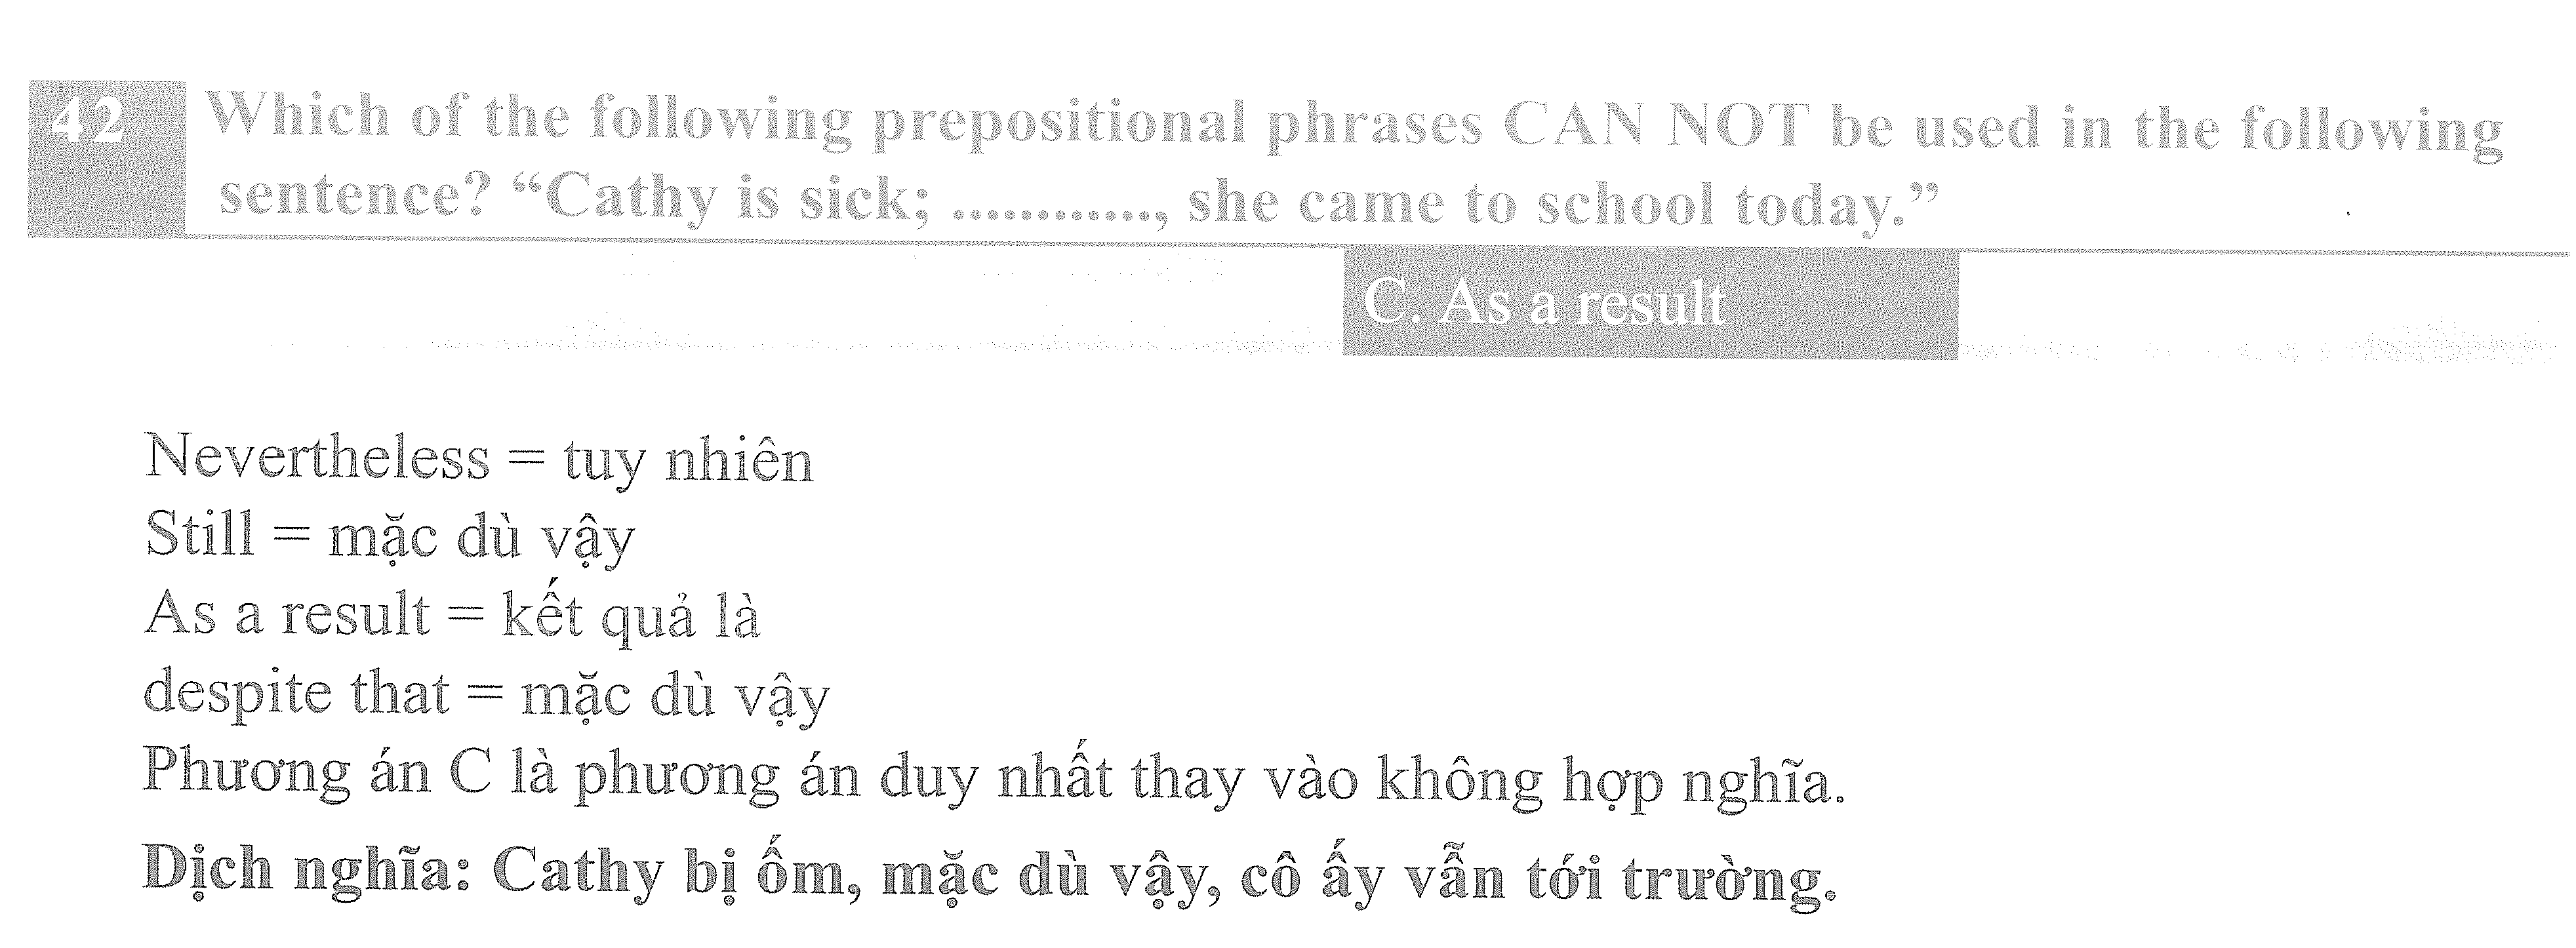 42 Which of the following prepositional phrases CAN NOT be used in the following
sentence? “Cathy is sick; ............, she came to school today.”
C. As a result
Nevertheless = tuy nhiên
Still = mặc dù vậy
As a result = kết quả là
despite that = mặc dù vậy
Phương án C là phương án duy nhất thay vào không hợp nghĩa.
Dịch nghĩa: Cathy bị ốm, mặc dù vậy, cô ấy vẫn tới trường.